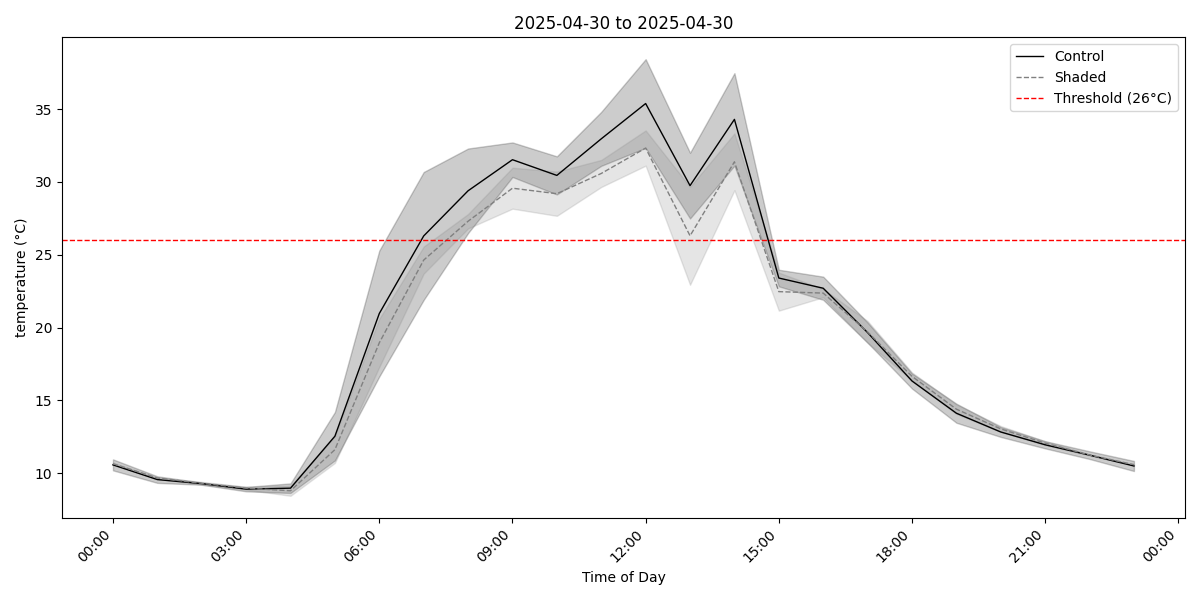 2025-04-30 to 2025-04-30
Control
Shaded
Threshold (26°C)
temperature (°C)
35
30
25
20
15
10
00:00
03:00
06:00
09:00
12:00
15:00
18:00
21:00
00:00
Time of Day